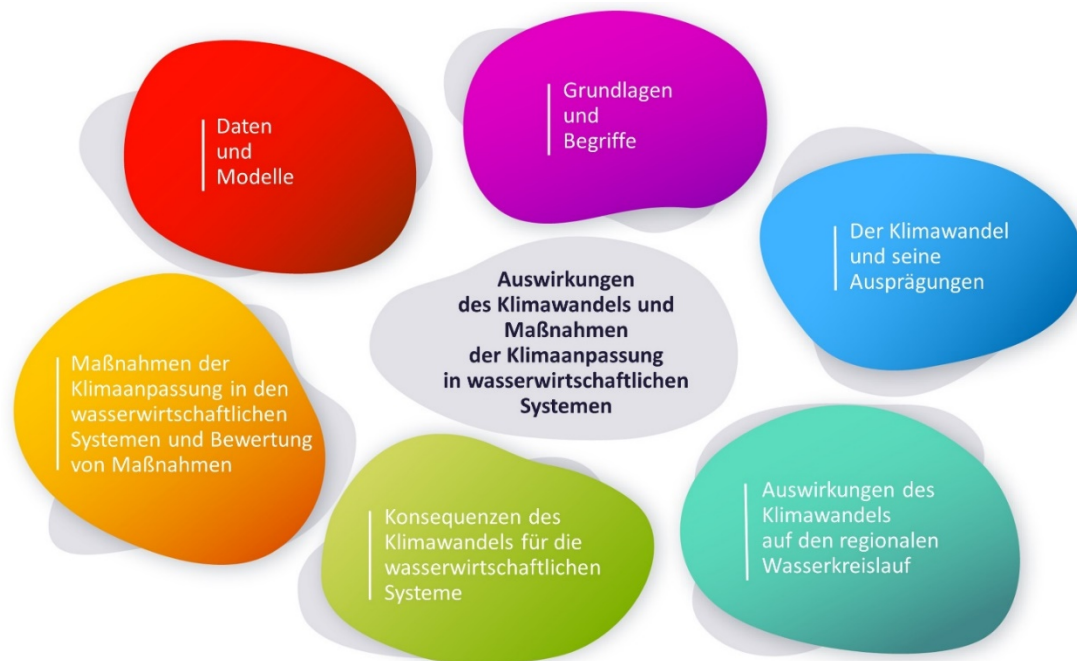 Daten
und
Modelle
Grundlagen
und
Begriffe
Der Klimawandel
und seine
Ausprägungen
Auswirkungen
des Klimawandels und
Maßnahmen
der Klimaanpassung
in wasserwirtschaftlichen
Systemen
Maßnahmen der
Klimaanpassung in den
wasserwirtschaftlichen
Systemen und Bewertung
von Maßnahmen
Konsequenzen des
Klimawandels für die
wasserwirtschaftlichen
Systeme
Auswirkungen des
Klimawandels
auf den regionalen
Wasserkreislauf